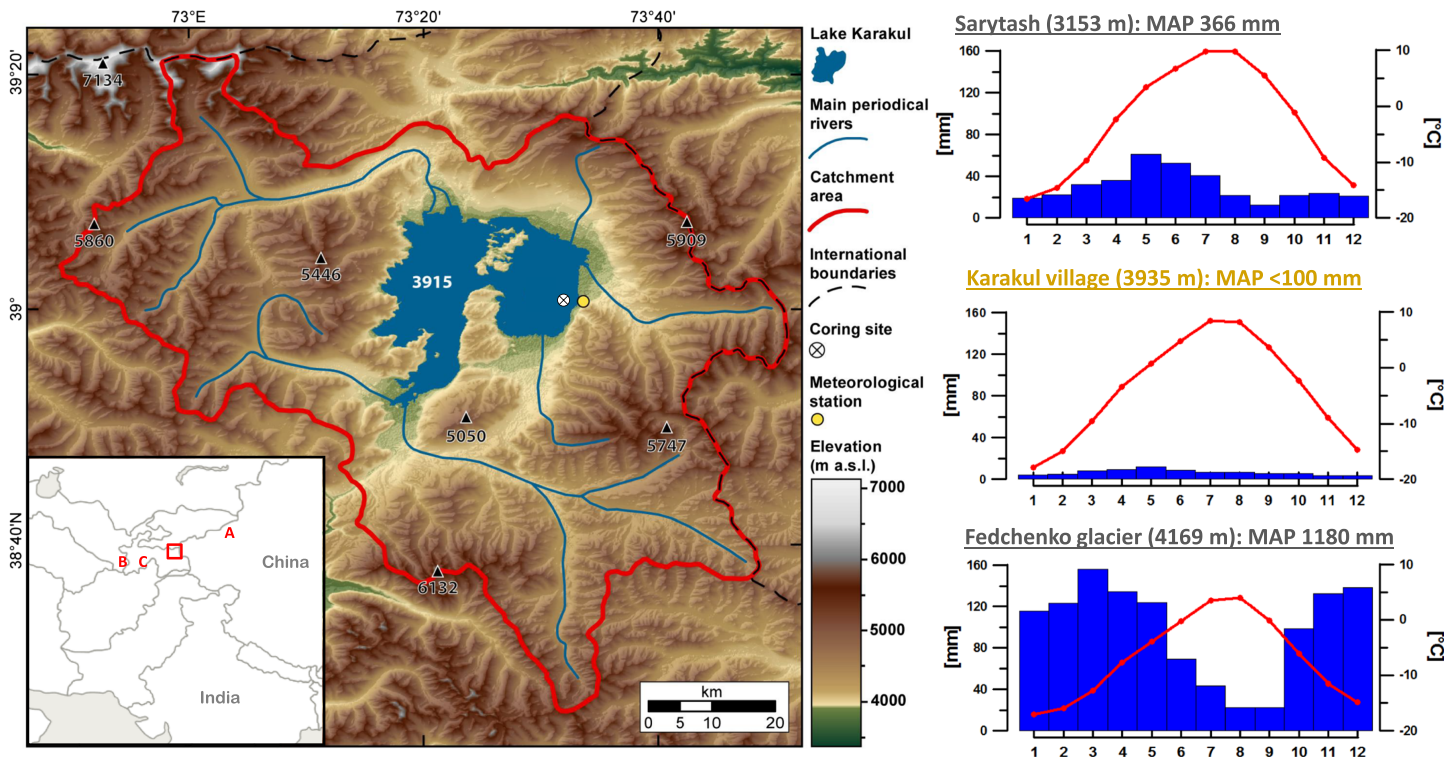 73°E
73°20'
73°40'
39°20'
39°
38°40'N
7134
5860
5446
5909
3915
5050
5747
6132
A
B
C
China
India
km
0 5 10 20
Lake Karakul
Main periodical
rivers
Catchment
area
International
boundaries
Coring site
Meteorological
station
Elevation
(m a.s.l.)
7000
6000
5000
4000
Sarytash (3153 m): MAP 366 mm
160
120
80
40
0
[mm]
10
0
-10
-20
[°C]
1 2 3 4 5 6 7 8 9 10 11 12
Karakul village (3935 m): MAP <100 mm
160
120
80
40
0
[mm]
10
0
-10
-20
[°C]
1 2 3 4 5 6 7 8 9 10 11 12
Fedchenko glacier (4169 m): MAP 1180 mm
160
120
80
40
0
[mm]
10
0
-10
-20
[°C]
1 2 3 4 5 6 7 8 9 10 11 12